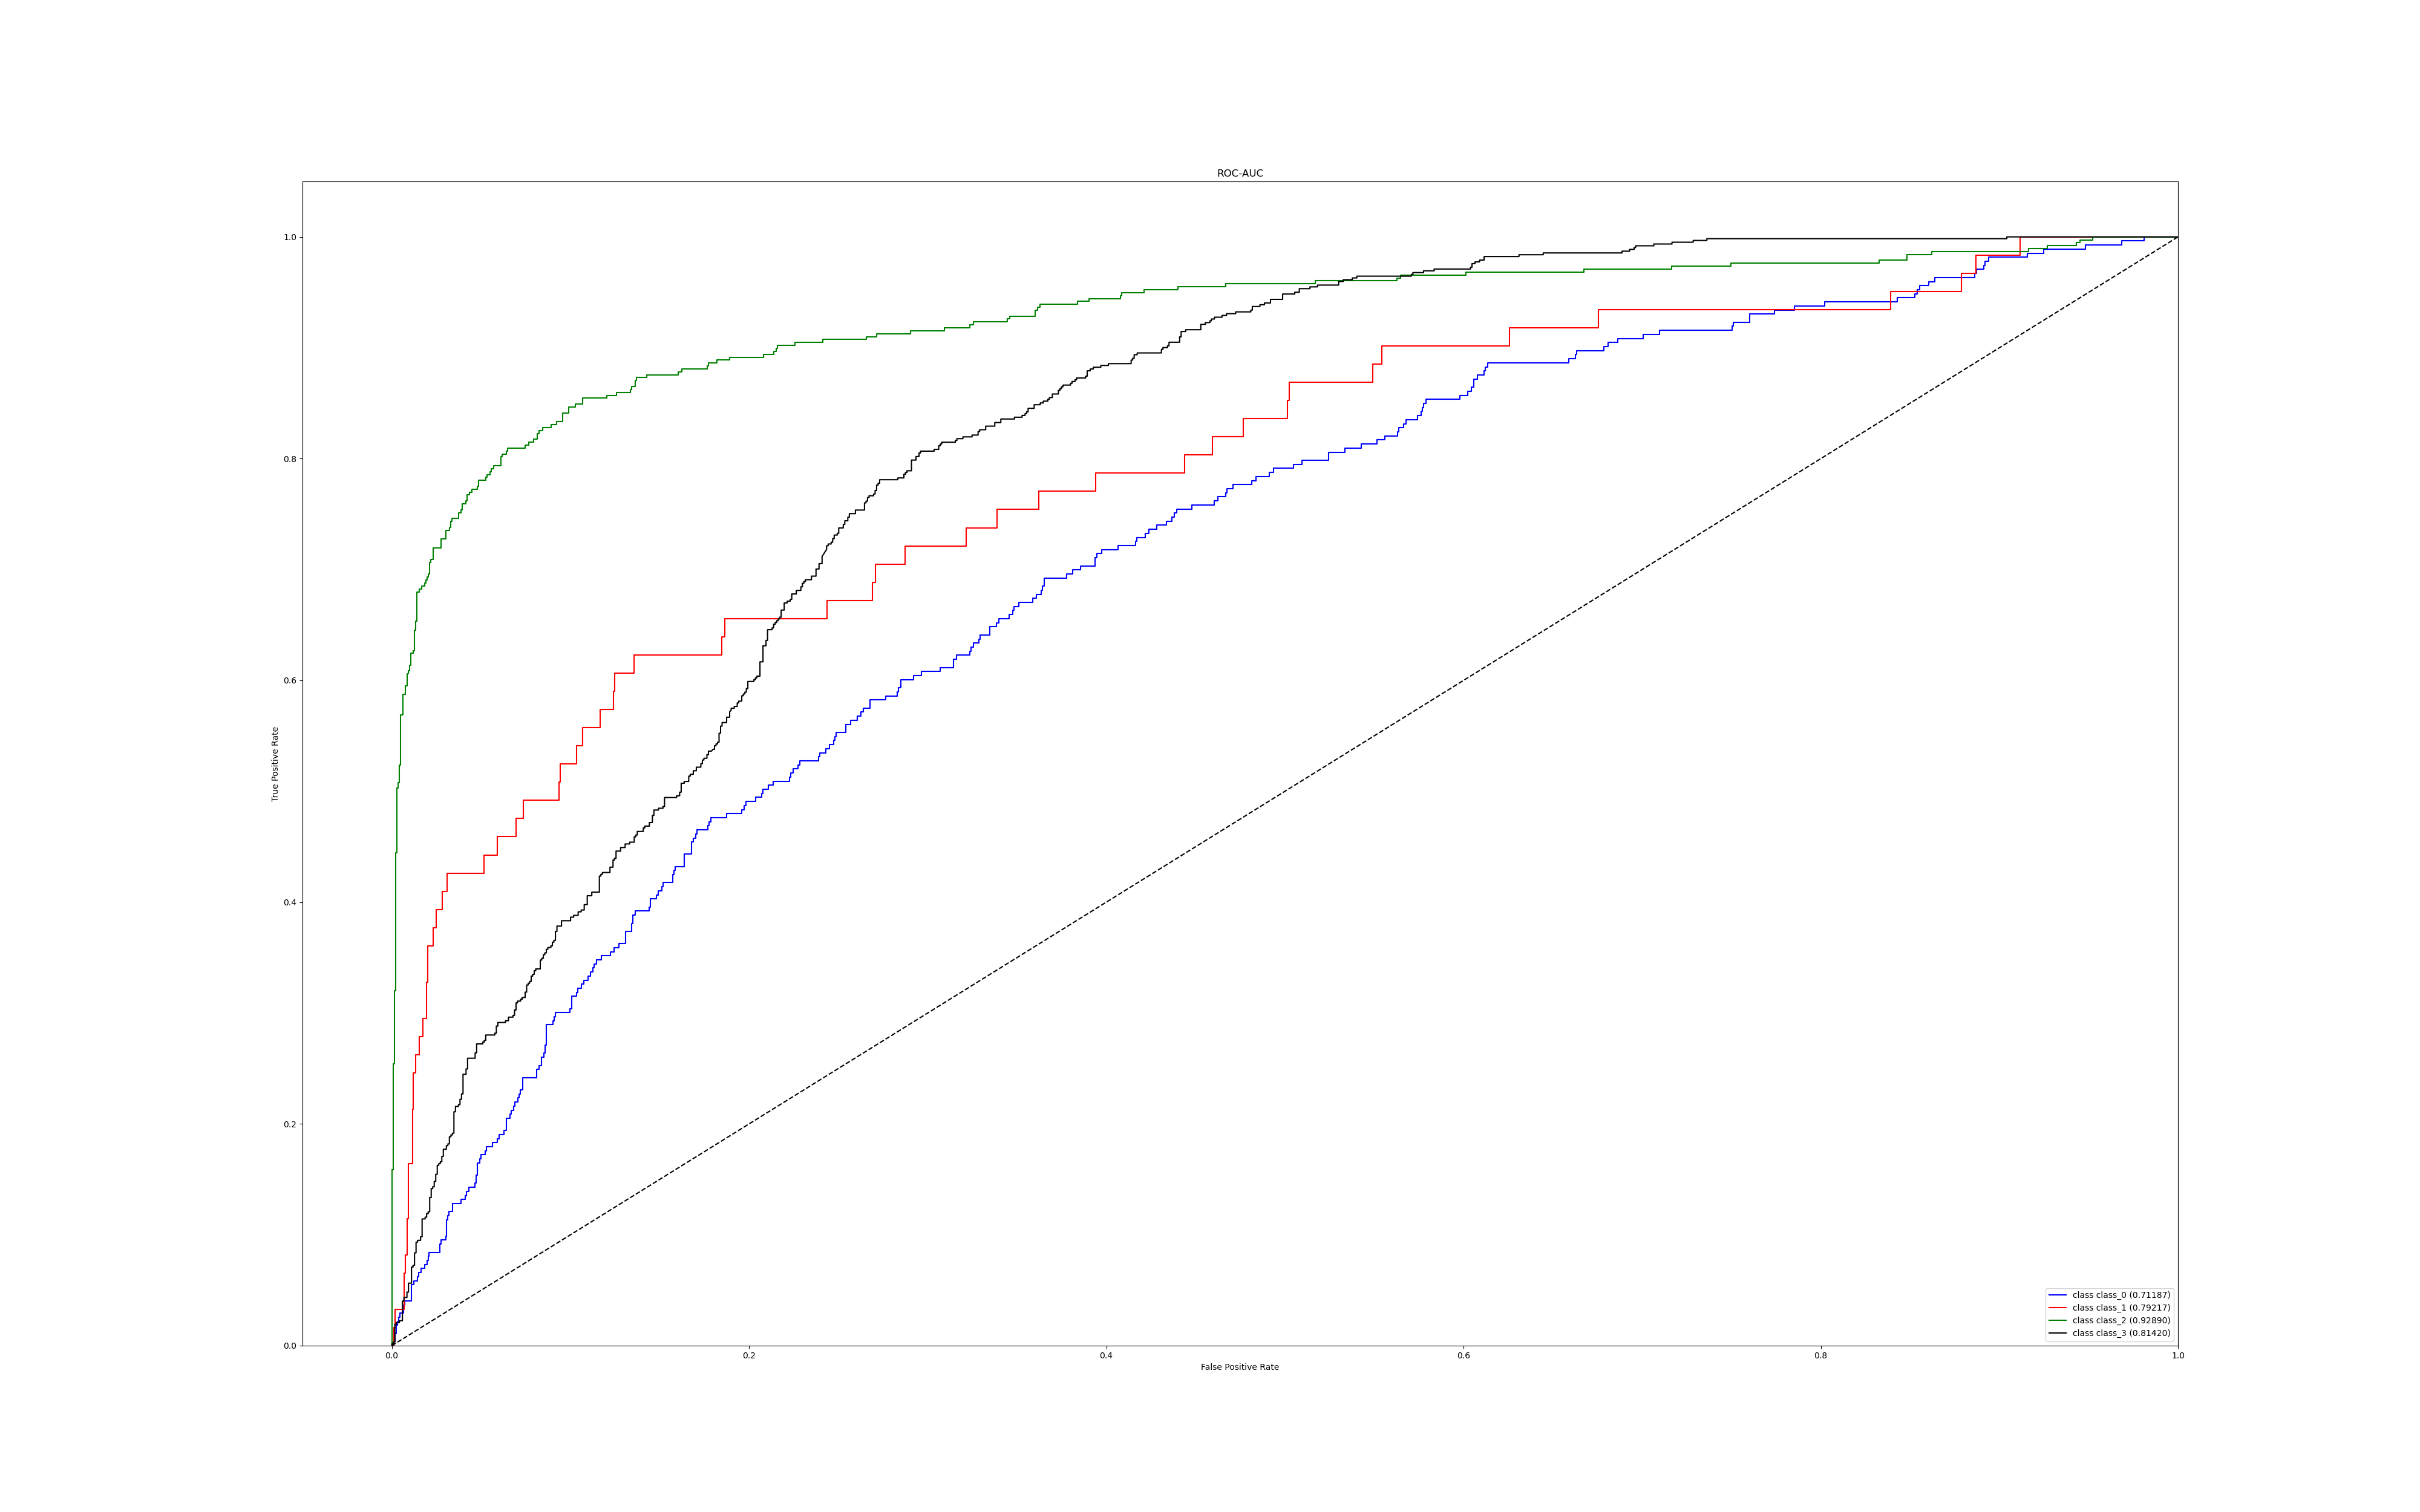 ROC-AUC
True Positive Rate
1.0
0.8
0.6
0.4
0.2
0.0
0.0 0.2 0.4 0.6 0.8 1.0
False Positive Rate
class class_0 (0.71187)
class class_1 (0.79217)
class class_2 (0.92890)
class class_3 (0.81420)